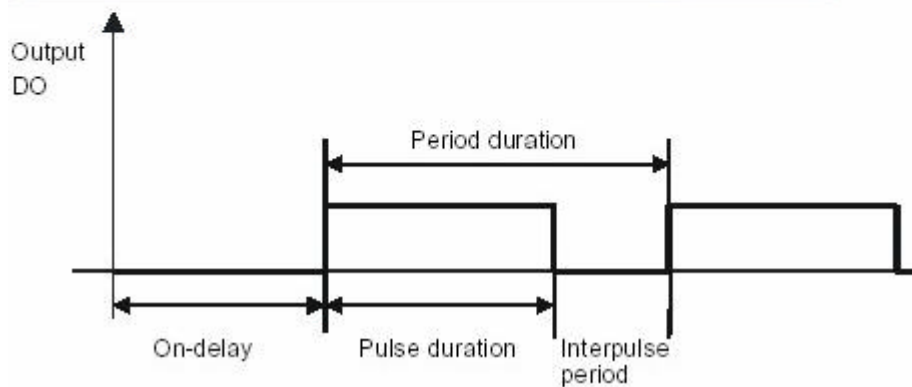 Output
DO
Period duration
On-delay
Pulse duration
Interpulse
period